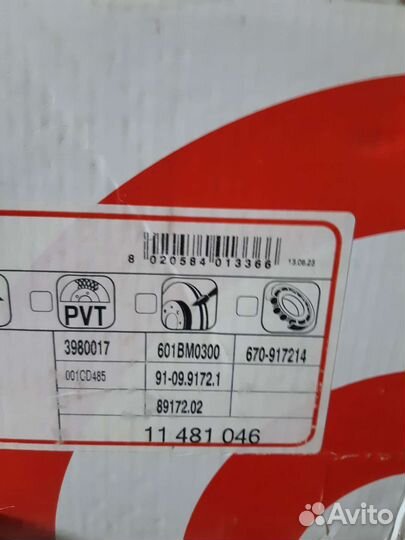 8 020584 013366
13.06.23
PVT
3980017 601BM0300 670-917214
001CD485 91-09.9172.1
89172.02
11 481 046
Avito